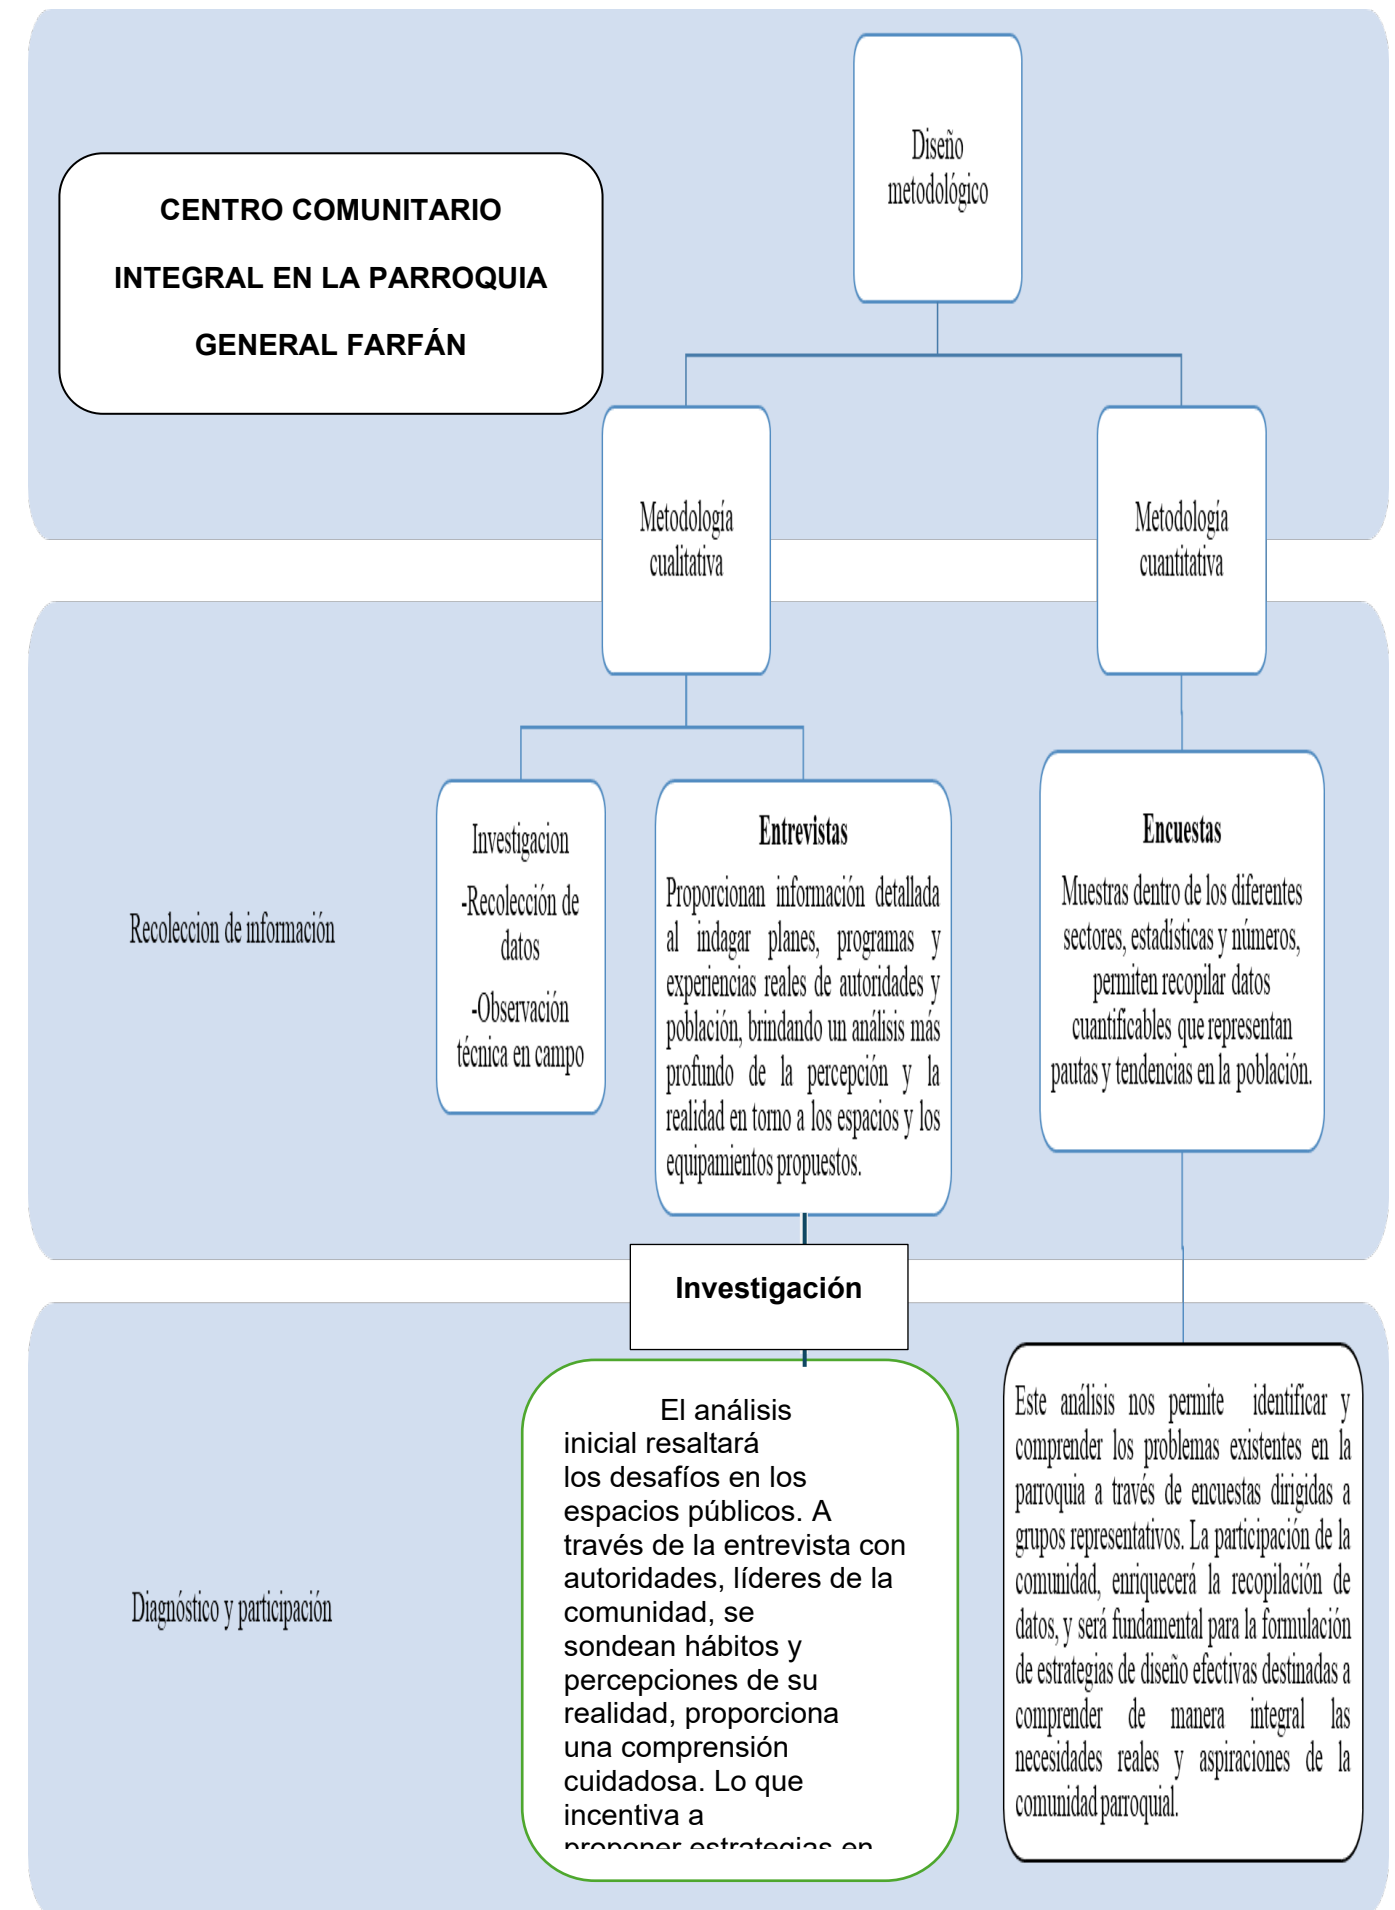 Diseño
metodológico
CENTRO COMUNITARIO
INTEGRAL EN LA PARROQUIA
GENERAL FARFÁN
Metodología
cualitativa
Metodología
cuantitativa
Recoleccion de información
Investigacion
-Recolección de
datos
-Observación
técnica en campo
Entrevistas
Proporcionan información detallada
al indagar planes, programas y
experiencias reales de autoridades y
población, brindando un análisis más
profundo de la percepción y la
realidad en torno a los espacios y los
equipamientos propuestos.
Encuestas
Muestras dentro de los diferentes
sectores, estadísticas y números,
permiten recopilar datos
cuantificables que representan
pautas y tendencias en la población.
Investigación
Diagnóstico y participación
El análisis
inicial resaltará
los desafíos en los
espacios públicos. A
través de la entrevista con
autoridades, líderes de la
comunidad, se
sondean hábitos y
percepciones de su
realidad, proporciona
una comprensión
cuidadosa. Lo que
incentiva a
proponer estrategias en
Este análisis nos permite identificar y
comprender los problemas existentes en la
parroquia a través de encuestas dirigidas a
grupos representativos. La participación de la
comunidad, enriquecerá la recopilación de
datos, y será fundamental para la formulación
de estrategias de diseño efectivas destinadas a
comprender de manera integral las
necesidades reales y aspiraciones de la
comunidad parroquial.